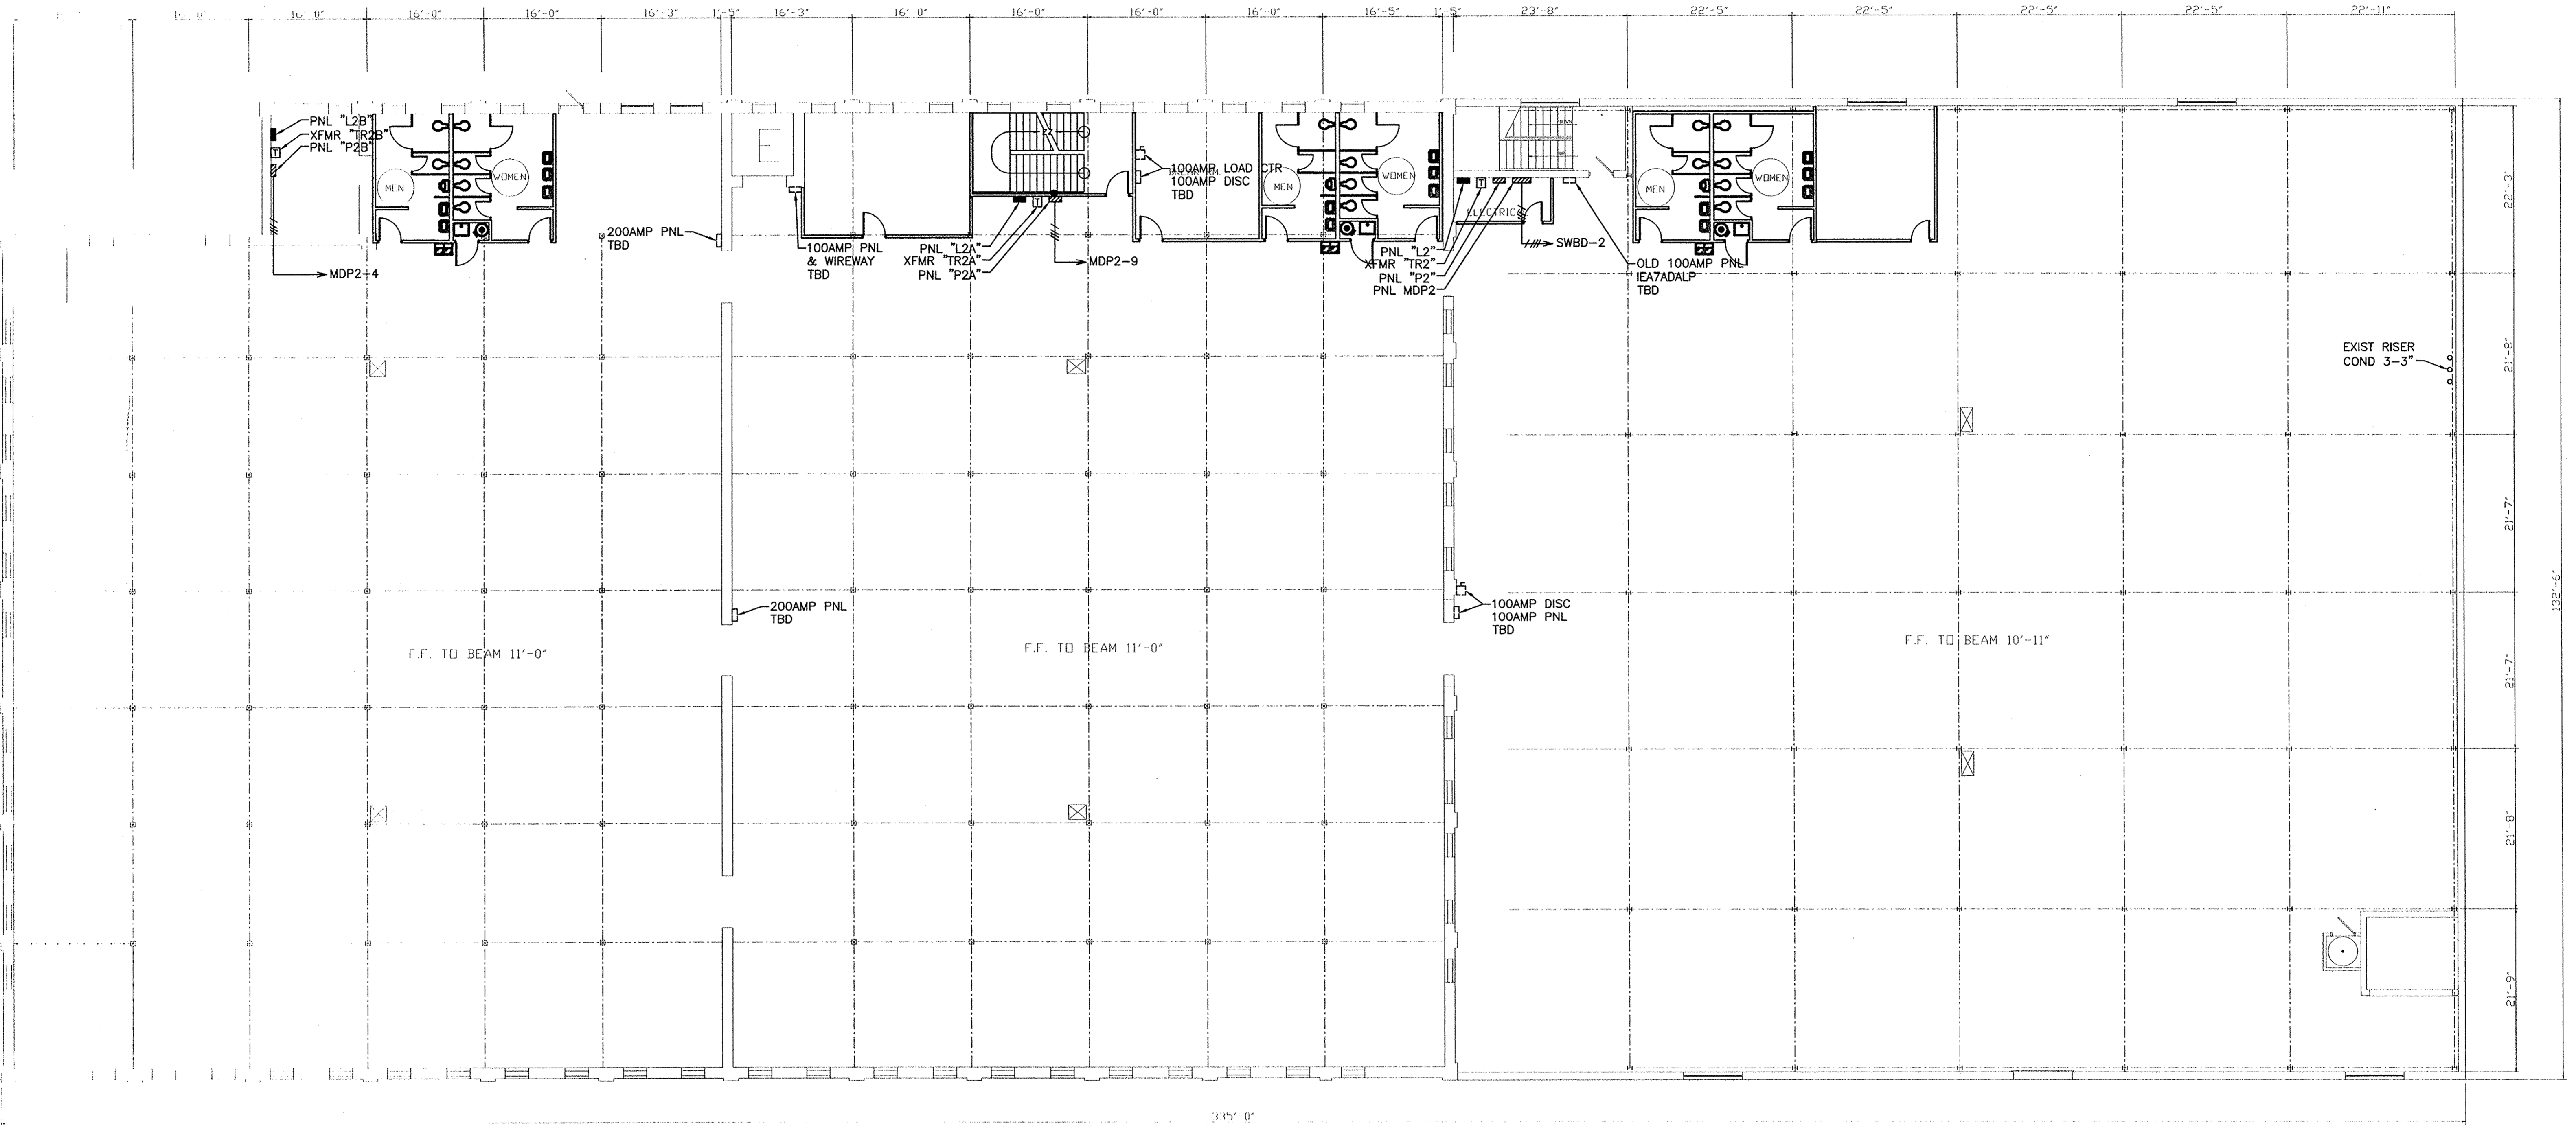 16'-0"
16'-0"
16'-0"
16'-3"
1'-5"
16'-3"
16'-0"
16'-0"
16'-0"
16'-0"
16'-5"
1'-5"
23'-8"
22'-5"
22'-5"
22'-5"
22'-5"
22'-11"
PNL "L2B"
XFMR "TR2B"
PNL "P2B"
MEN
WOMEN
MDP2-4
E
200AMP PNL
TBD
100AMP PNL
& WIREWAY
TBD
PNL "L2A"
XFMR "TR2A"
PNL "P2A"
T
T
T
MDP2-9
100AMP LOAD CTR
100AMP DISC
TBD
MEN
WOMEN
DOWN
UP
ELECTRICAL
PNL "L2"
XFMR "TR2"
PNL "P2"
PNL MDP2
SWBD-2
OLD 100AMP PNL
IEA7ADALP
TBD
MEN
WOMEN
22'-3"
EXIST RISER
COND 3-3"
21'-8"
21'-7"
200AMP PNL
TBD
100AMP DISC
100AMP PNL
TBD
132'-6"
F.F. TO BEAM 11'-0"
F.F. TO BEAM 11'-0"
F.F. TO BEAM 10'-11"
21'-7"
21'-8"
21'-9"
335'-0"